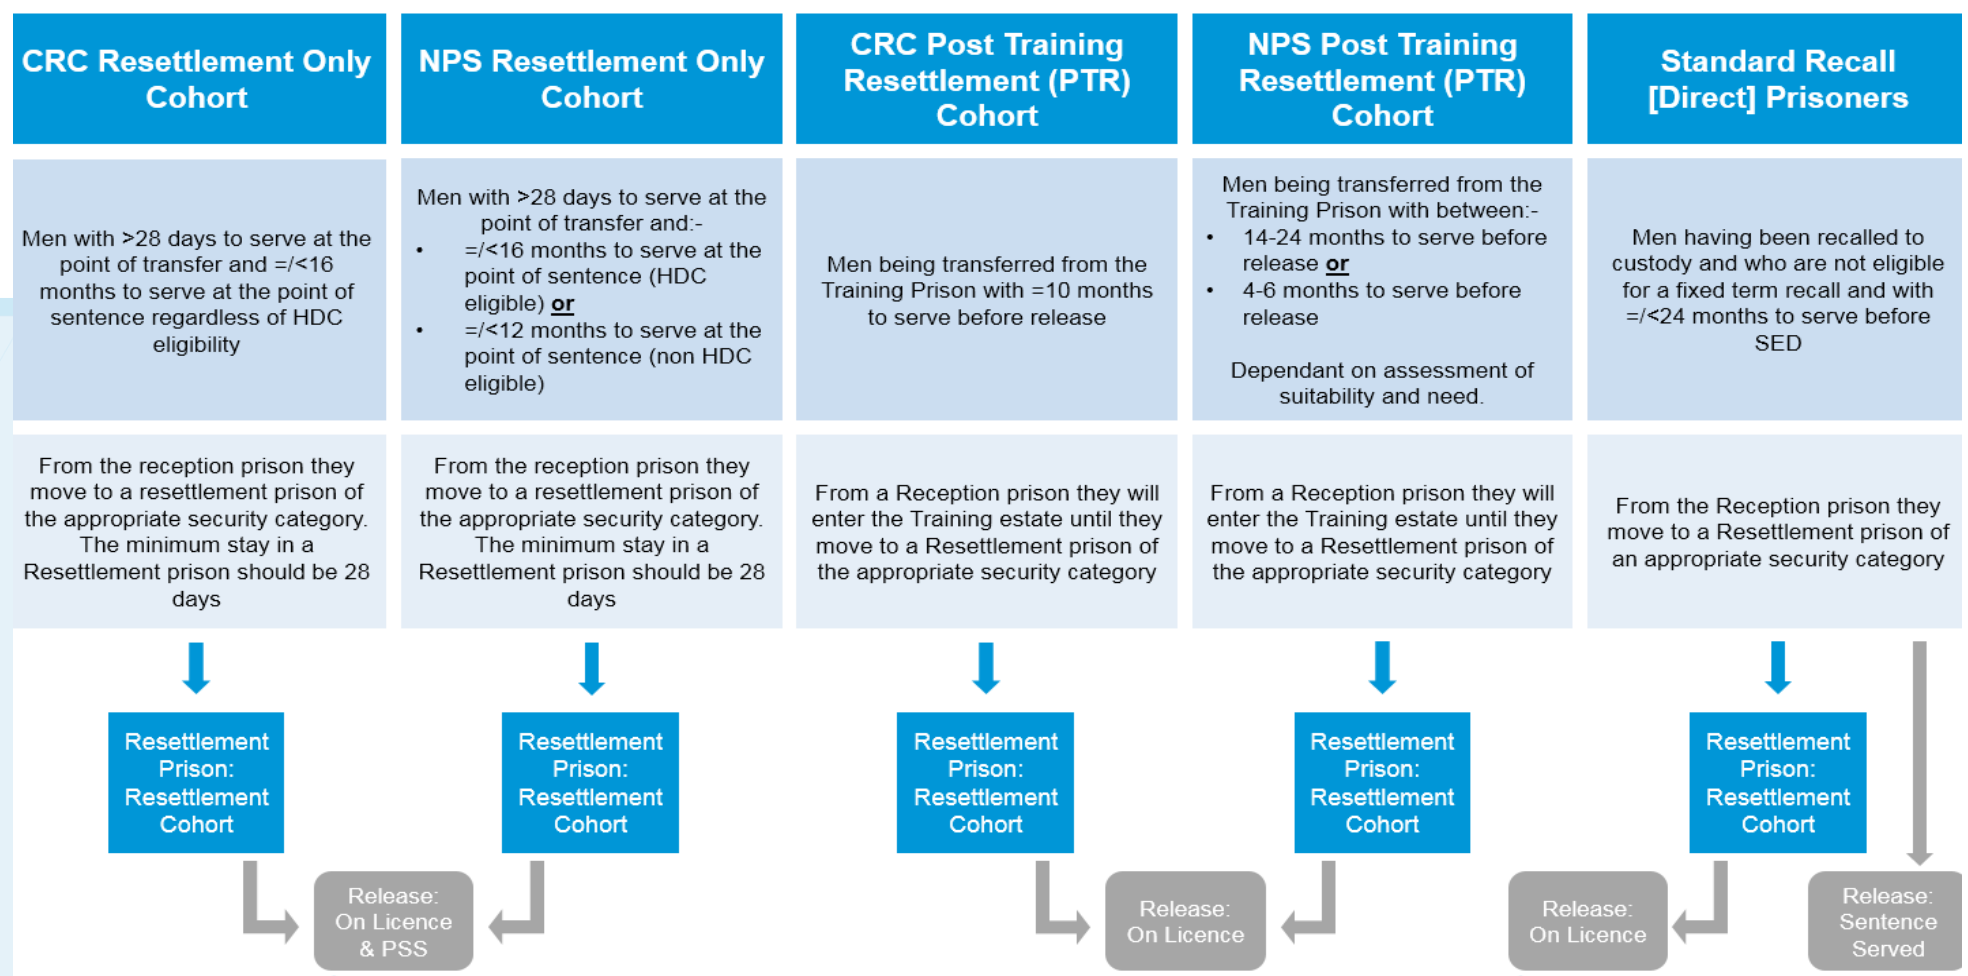 CRC Resettlement Only
Cohort
NPS Resettlement Only
Cohort
CRC Post Training
Resettlement (PTR)
Cohort
NPS Post Training
Resettlement (PTR)
Cohort
Standard Recall
[Direct] Prisoners
Men with >28 days to serve at the
point of transfer and =/<16
months to serve at the point of
sentence regardless of HDC
eligibility
Men with >28 days to serve at the
point of transfer and:-
• =/<16 months to serve at the
point of sentence (HDC
eligible) or
• =/<12 months to serve at the
point of sentence (non HDC
eligible)
Men being transferred from the
Training Prison with =10 months
to serve before release
Men being transferred from the
Training Prison with between:-
• 14-24 months to serve before
release or
• 4-6 months to serve before
release
Dependant on assessment of
suitability and need.
Men having been recalled to
custody and who are not eligible
for a fixed term recall and with
=/<24 months to serve before
SED
From the reception prison they
move to a resettlement prison of
the appropriate security category.
The minimum stay in a
Resettlement prison should be 28
days
From the reception prison they
move to a resettlement prison of
the appropriate security category.
The minimum stay in a
Resettlement prison should be 28
days
From a Reception prison they will
enter the Training estate until they
move to a Resettlement prison of
the appropriate security category
From a Reception prison they will
enter the Training estate until they
move to a Resettlement prison of
the appropriate security category
From the Reception prison they
move to a Resettlement prison of
an appropriate security category
Resettlement
Prison:
Resettlement
Cohort
Resettlement
Prison:
Resettlement
Cohort
Resettlement
Prison:
Resettlement
Cohort
Resettlement
Prison:
Resettlement
Cohort
Resettlement
Prison:
Resettlement
Cohort
Release:
On Licence
& PSS
Release:
On Licence
Release:
On Licence
Release:
Sentence
Served